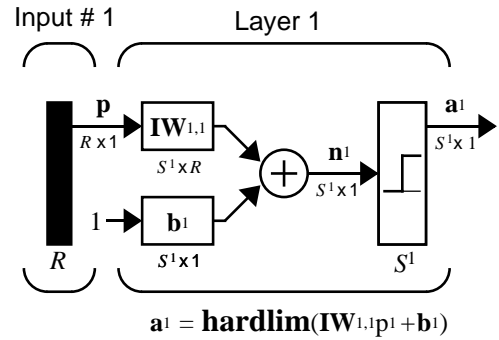 Input # 1
Layer 1
p
R x 1
IW1,1
S1 x R
1
b1
S1 x 1
n1
S1 x 1
a1
S1 x 1
R
S1
a1 = hardlim(IW1,1p1 + b1)